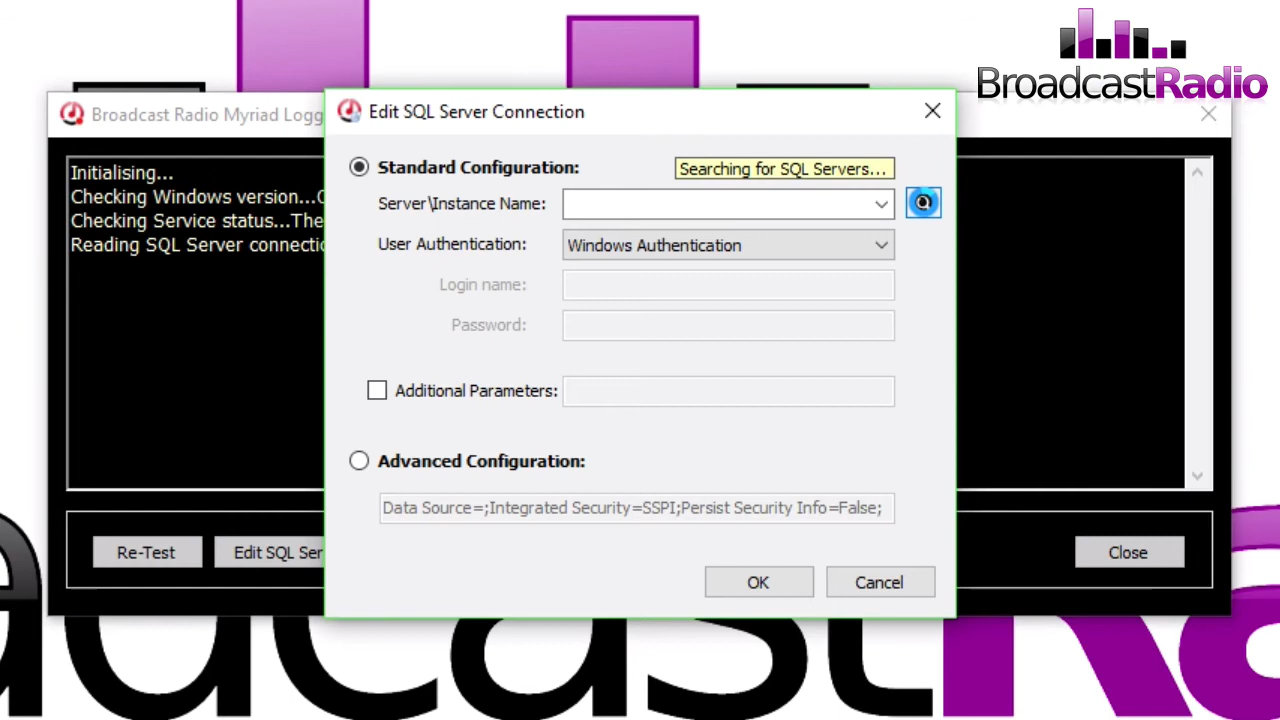 BroadcastRadio
Broadcast Radio Myriad Logg
Edit SQL Server Connection
Initialising...
Checking Windows version...
Checking Service status...The
Reading SQL Server connecti
Standard Configuration:
Searching for SQL Servers...
Server\Instance Name:
User Authentication:
Windows Authentication
Login name:
Password:
Additional Parameters:
Advanced Configuration:
Data Source=;Integrated Security=SSPI;Persist Security Info=False;
Re-Test
Edit SQL Ser
Close
OK
Cancel
adcastRa